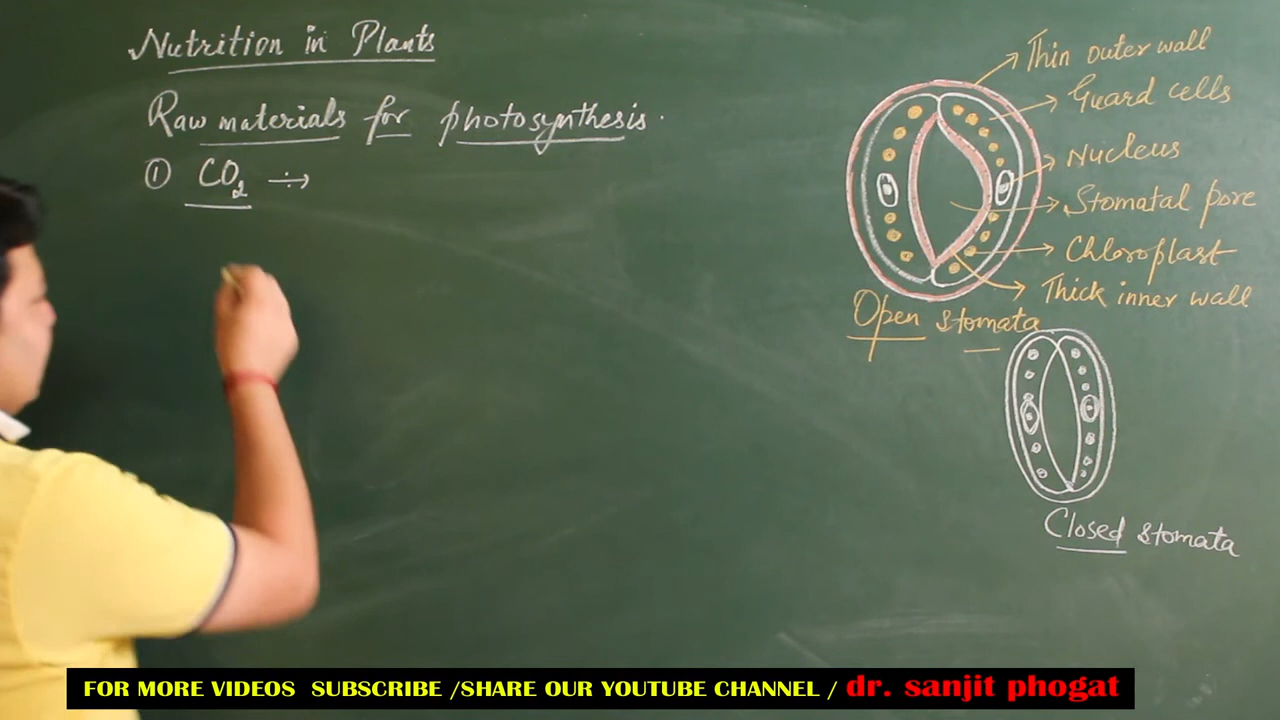 Nutrition in Plants
Raw materials for photosynthesis.
① CO₂ ÷→
Thin outer wall
Guard cells
Nucleus
Stomatal pore
Chloroplast
Thick inner wall
Open stomata
Closed stomata
FOR MORE VIDEOS SUBSCRIBE /SHARE OUR YOUTUBE CHANNEL / dr. sanjit phogat